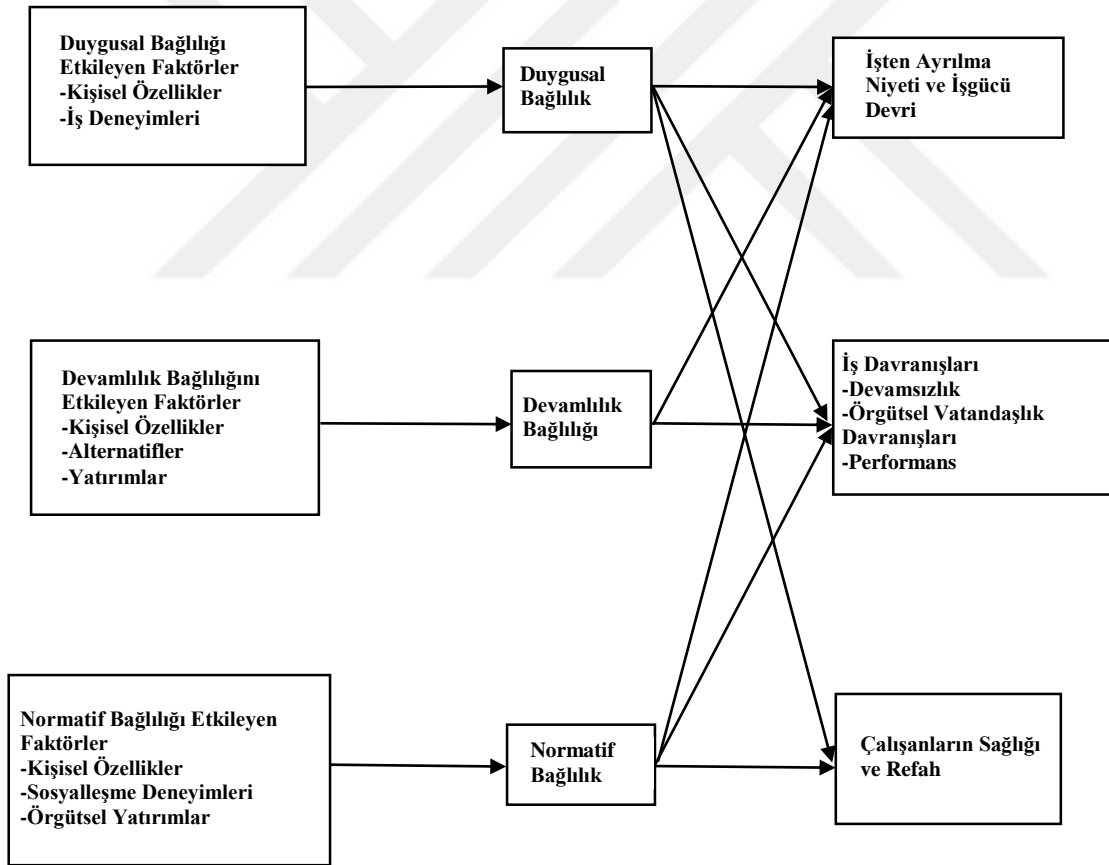 Duygusal Bağlılığı
Etkileyen Faktörler
-Kişisel Özellikler
-İş Deneyimleri
Duygusal
Bağlılık
İşten Ayrılma
Niyeti ve İşgücü
Devri
Devamlılık Bağlılığını
Etkileyen Faktörler
-Kişisel Özellikler
-Alternatifler
-Yatırımlar
Devamlılık
Bağlılığı
İş Davranışları
-Devamsızlık
-Örgütsel Vatandaşlık
Davranışları
-Performans
Normatif Bağlılığı Etkileyen
Faktörler
-Kişisel Özellikler
-Sosyalleşme Deneyimleri
-Örgütsel Yatırımlar
Normatif
Bağlılık
Çalışanların Sağlığı
ve Refah